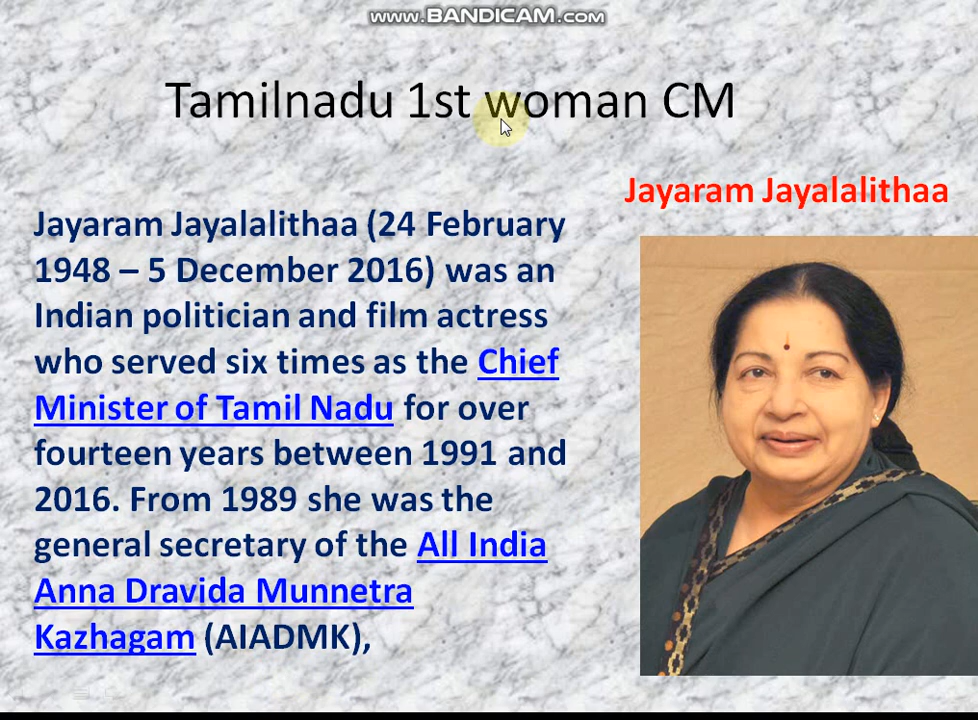 www.BANDICAM.com
Tamilnadu 1st woman CM
Jayaram Jayalalithaa
Jayaram Jayalalithaa (24 February
1948 – 5 December 2016) was an
Indian politician and film actress
who served six times as the Chief
Minister of Tamil Nadu for over
fourteen years between 1991 and
2016. From 1989 she was the
general secretary of the All India
Anna Dravida Munnetra
Kazhagam (AIADMK),